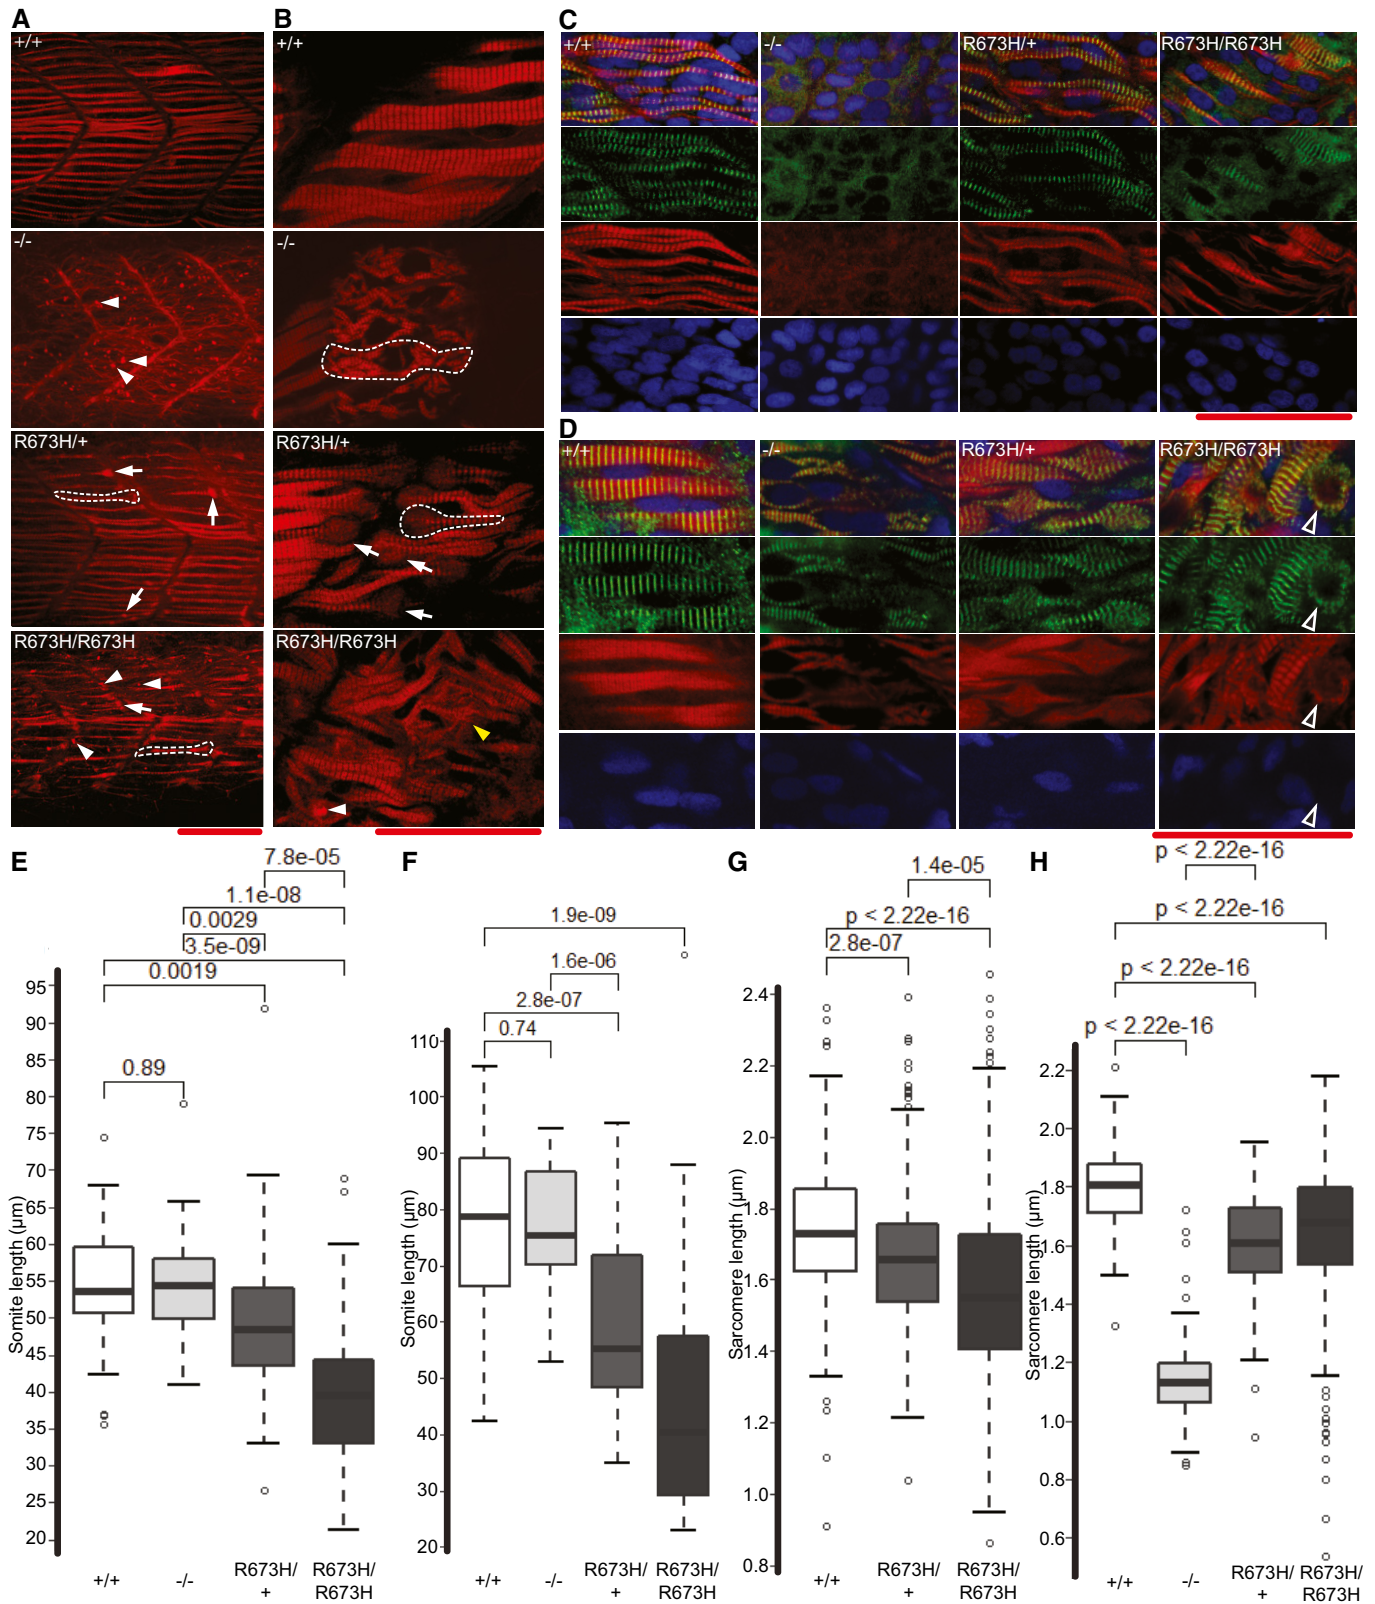 A
+/+
-/-
R673H/+
R673H/R673H
B
+/+
-/-
R673H/+
R673H/R673H
C
+/+
-/-
R673H/+
R673H/R673H
D
+/+
-/-
R673H/+
R673H/R673H
E
7.8e-05
1.1e-08
0.0029
3.5e-09
0.0019
0.89
Somite length (µm)
95
90
85
80
75
70
65
60
55
50
45
40
35
30
25
20
+/+
-/-
R673H/
+
R673H/
R673H
F
1.9e-09
1.6e-06
2.8e-07
0.74
Somite length (µm)
110
100
90
80
70
60
50
40
30
20
+/+
-/-
R673H/
+
R673H/
R673H
G
1.4e-05
p < 2.22e-16
2.8e-07
Sarcomere length (µm)
2.4
2.2
2.0
1.8
1.6
1.4
1.2
1.0
0.8
+/+
R673H/
+
R673H/
R673H
H
p < 2.22e-16
p < 2.22e-16
p < 2.22e-16
p < 2.22e-16
Sarcomere length (µm)
2.2
2.0
1.8
1.6
1.4
1.2
1.0
0.8
0.6
+/+
-/-
R673H/
+
R673H/
R673H